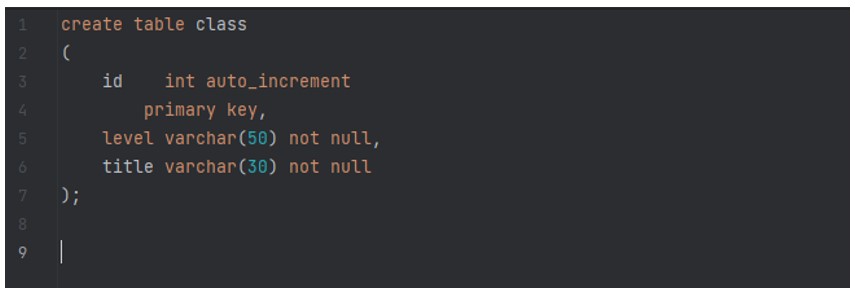 1 create table class
2 (
3     id    int auto_increment
4         primary key,
5     level varchar(50) not null,
6     title varchar(30) not null
7 );
8
9